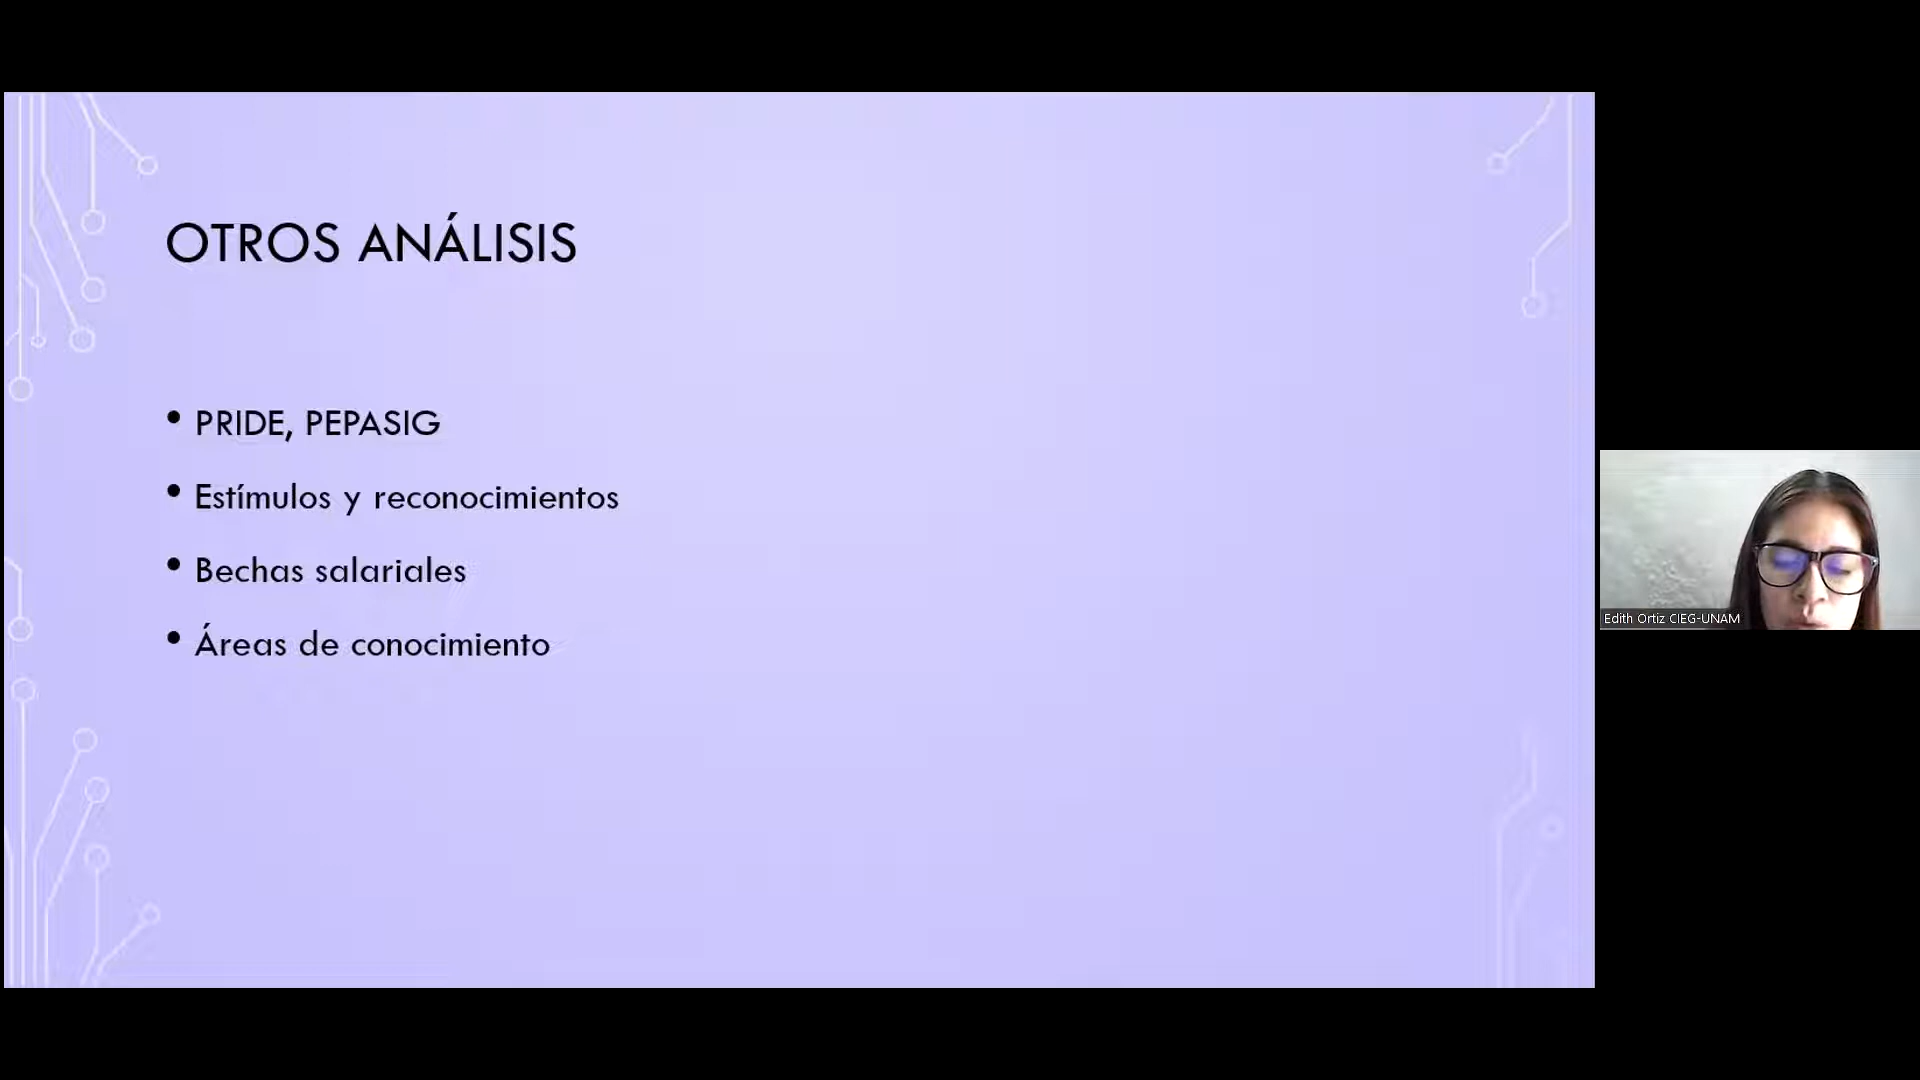 OTROS ANÁLISIS
• PRIDE, PEPASIG
• Estímulos y reconocimientos
• Bechas salariales
• Áreas de conocimiento
Edith Ortiz CIEG-UNAM